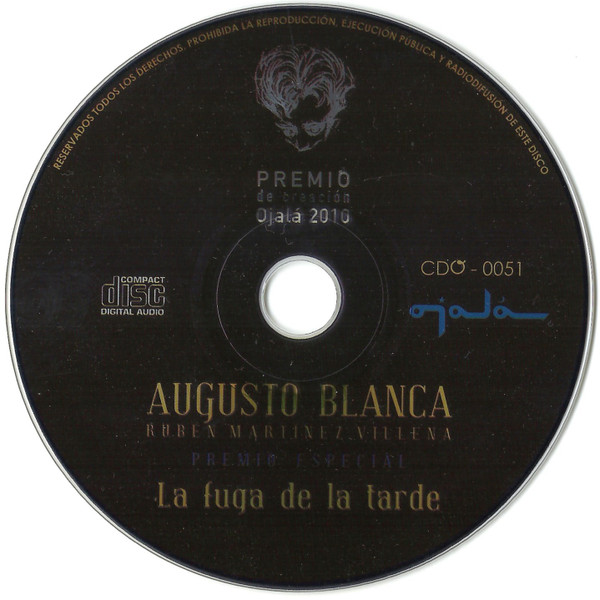 RESERVADOS TODOS LOS DERECHOS. PROHIBIDA LA REPRODUCCIÓN, EJECUCIÓN PÚBLICA Y RADIODIFUSIÓN DE ESTE DISCO
PREMIO
de creación
Ojalá 2010
COMPACT
disc
DIGITAL AUDIO
CDO - 0051
ojalá
AUGUSTO BLANCA
RUBÉN MARTÍNEZ VILLENA
PREMIO ESPECIAL
La fuga de la tarde